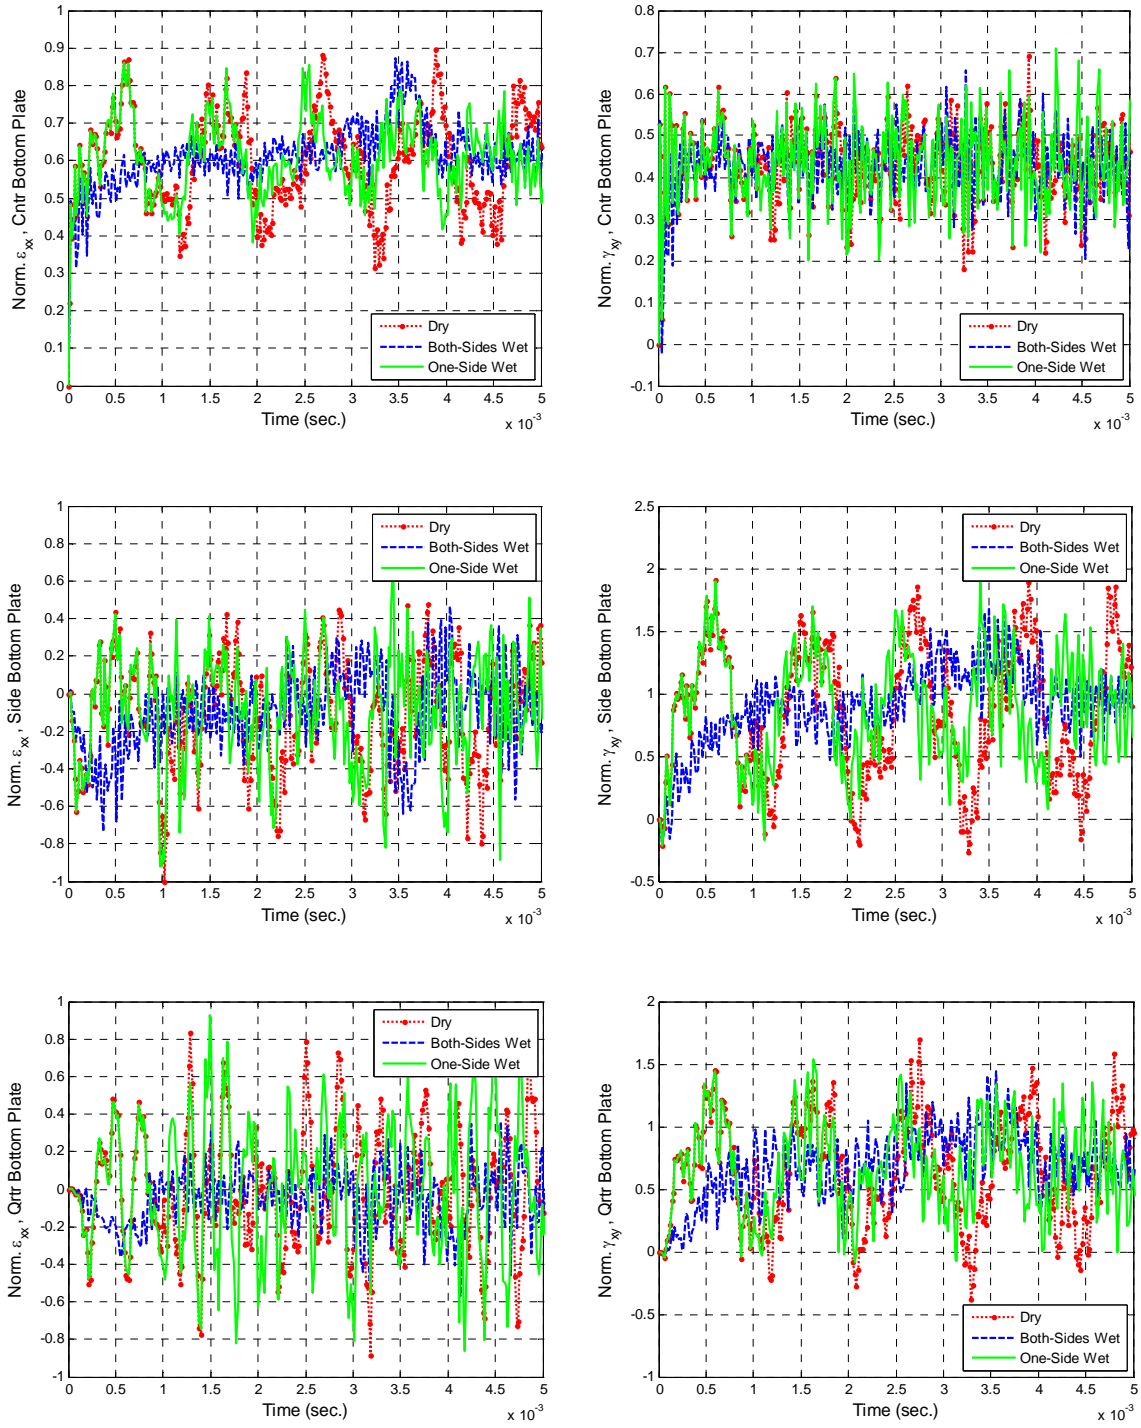 Norm. εxx , Cntr Bottom Plate
1
0.9
0.8
0.7
0.6
0.5
0.4
0.3
0.2
0.1
0
Dry
Both-Sides Wet
One-Side Wet
0 0.5 1 1.5 2 2.5 3 3.5 4 4.5 5
Time (sec.)
x 10-3
Norm. γxy , Cntr Bottom Plate
0.8
0.7
0.6
0.5
0.4
0.3
0.2
0.1
0
-0.1
Dry
Both-Sides Wet
One-Side Wet
0 0.5 1 1.5 2 2.5 3 3.5 4 4.5 5
Time (sec.)
x 10-3
Norm. εxx , Side Bottom Plate
1
0.8
0.6
0.4
0.2
0
-0.2
-0.4
-0.6
-0.8
-1
Dry
Both-Sides Wet
One-Side Wet
0 0.5 1 1.5 2 2.5 3 3.5 4 4.5 5
Time (sec.)
x 10-3
Norm. γxy , Side Bottom Plate
2.5
2
1.5
1
0.5
0
-0.5
Dry
Both-Sides Wet
One-Side Wet
0 0.5 1 1.5 2 2.5 3 3.5 4 4.5 5
Time (sec.)
x 10-3
Norm. εxx , Qrtr Bottom Plate
1
0.8
0.6
0.4
0.2
0
-0.2
-0.4
-0.6
-0.8
-1
Dry
Both-Sides Wet
One-Side Wet
0 0.5 1 1.5 2 2.5 3 3.5 4 4.5 5
Time (sec.)
x 10-3
Norm. γxy , Qrtr Bottom Plate
2
1.5
1
0.5
0
-0.5
-1
Dry
Both-Sides Wet
One-Side Wet
0 0.5 1 1.5 2 2.5 3 3.5 4 4.5 5
Time (sec.)
x 10-3